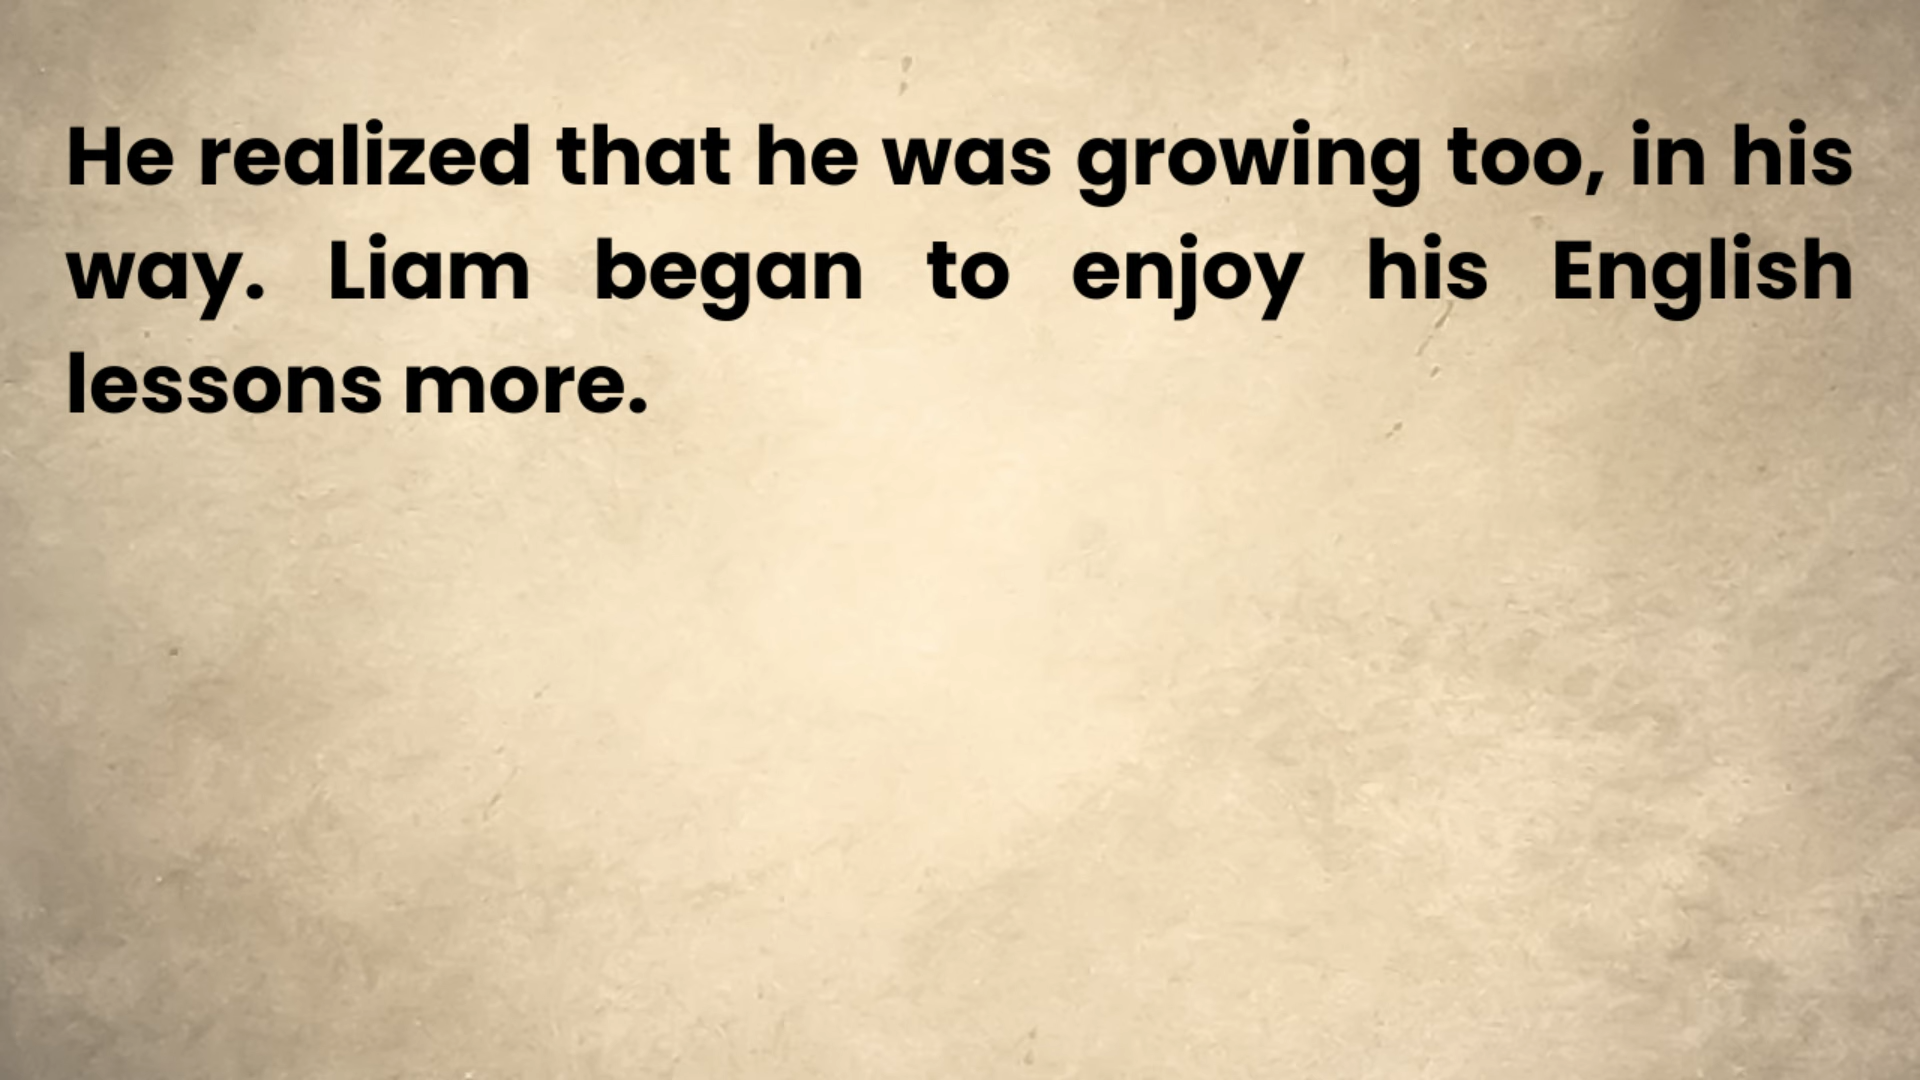 He realized that he was growing too, in his
way. Liam began to enjoy his English
lessons more.